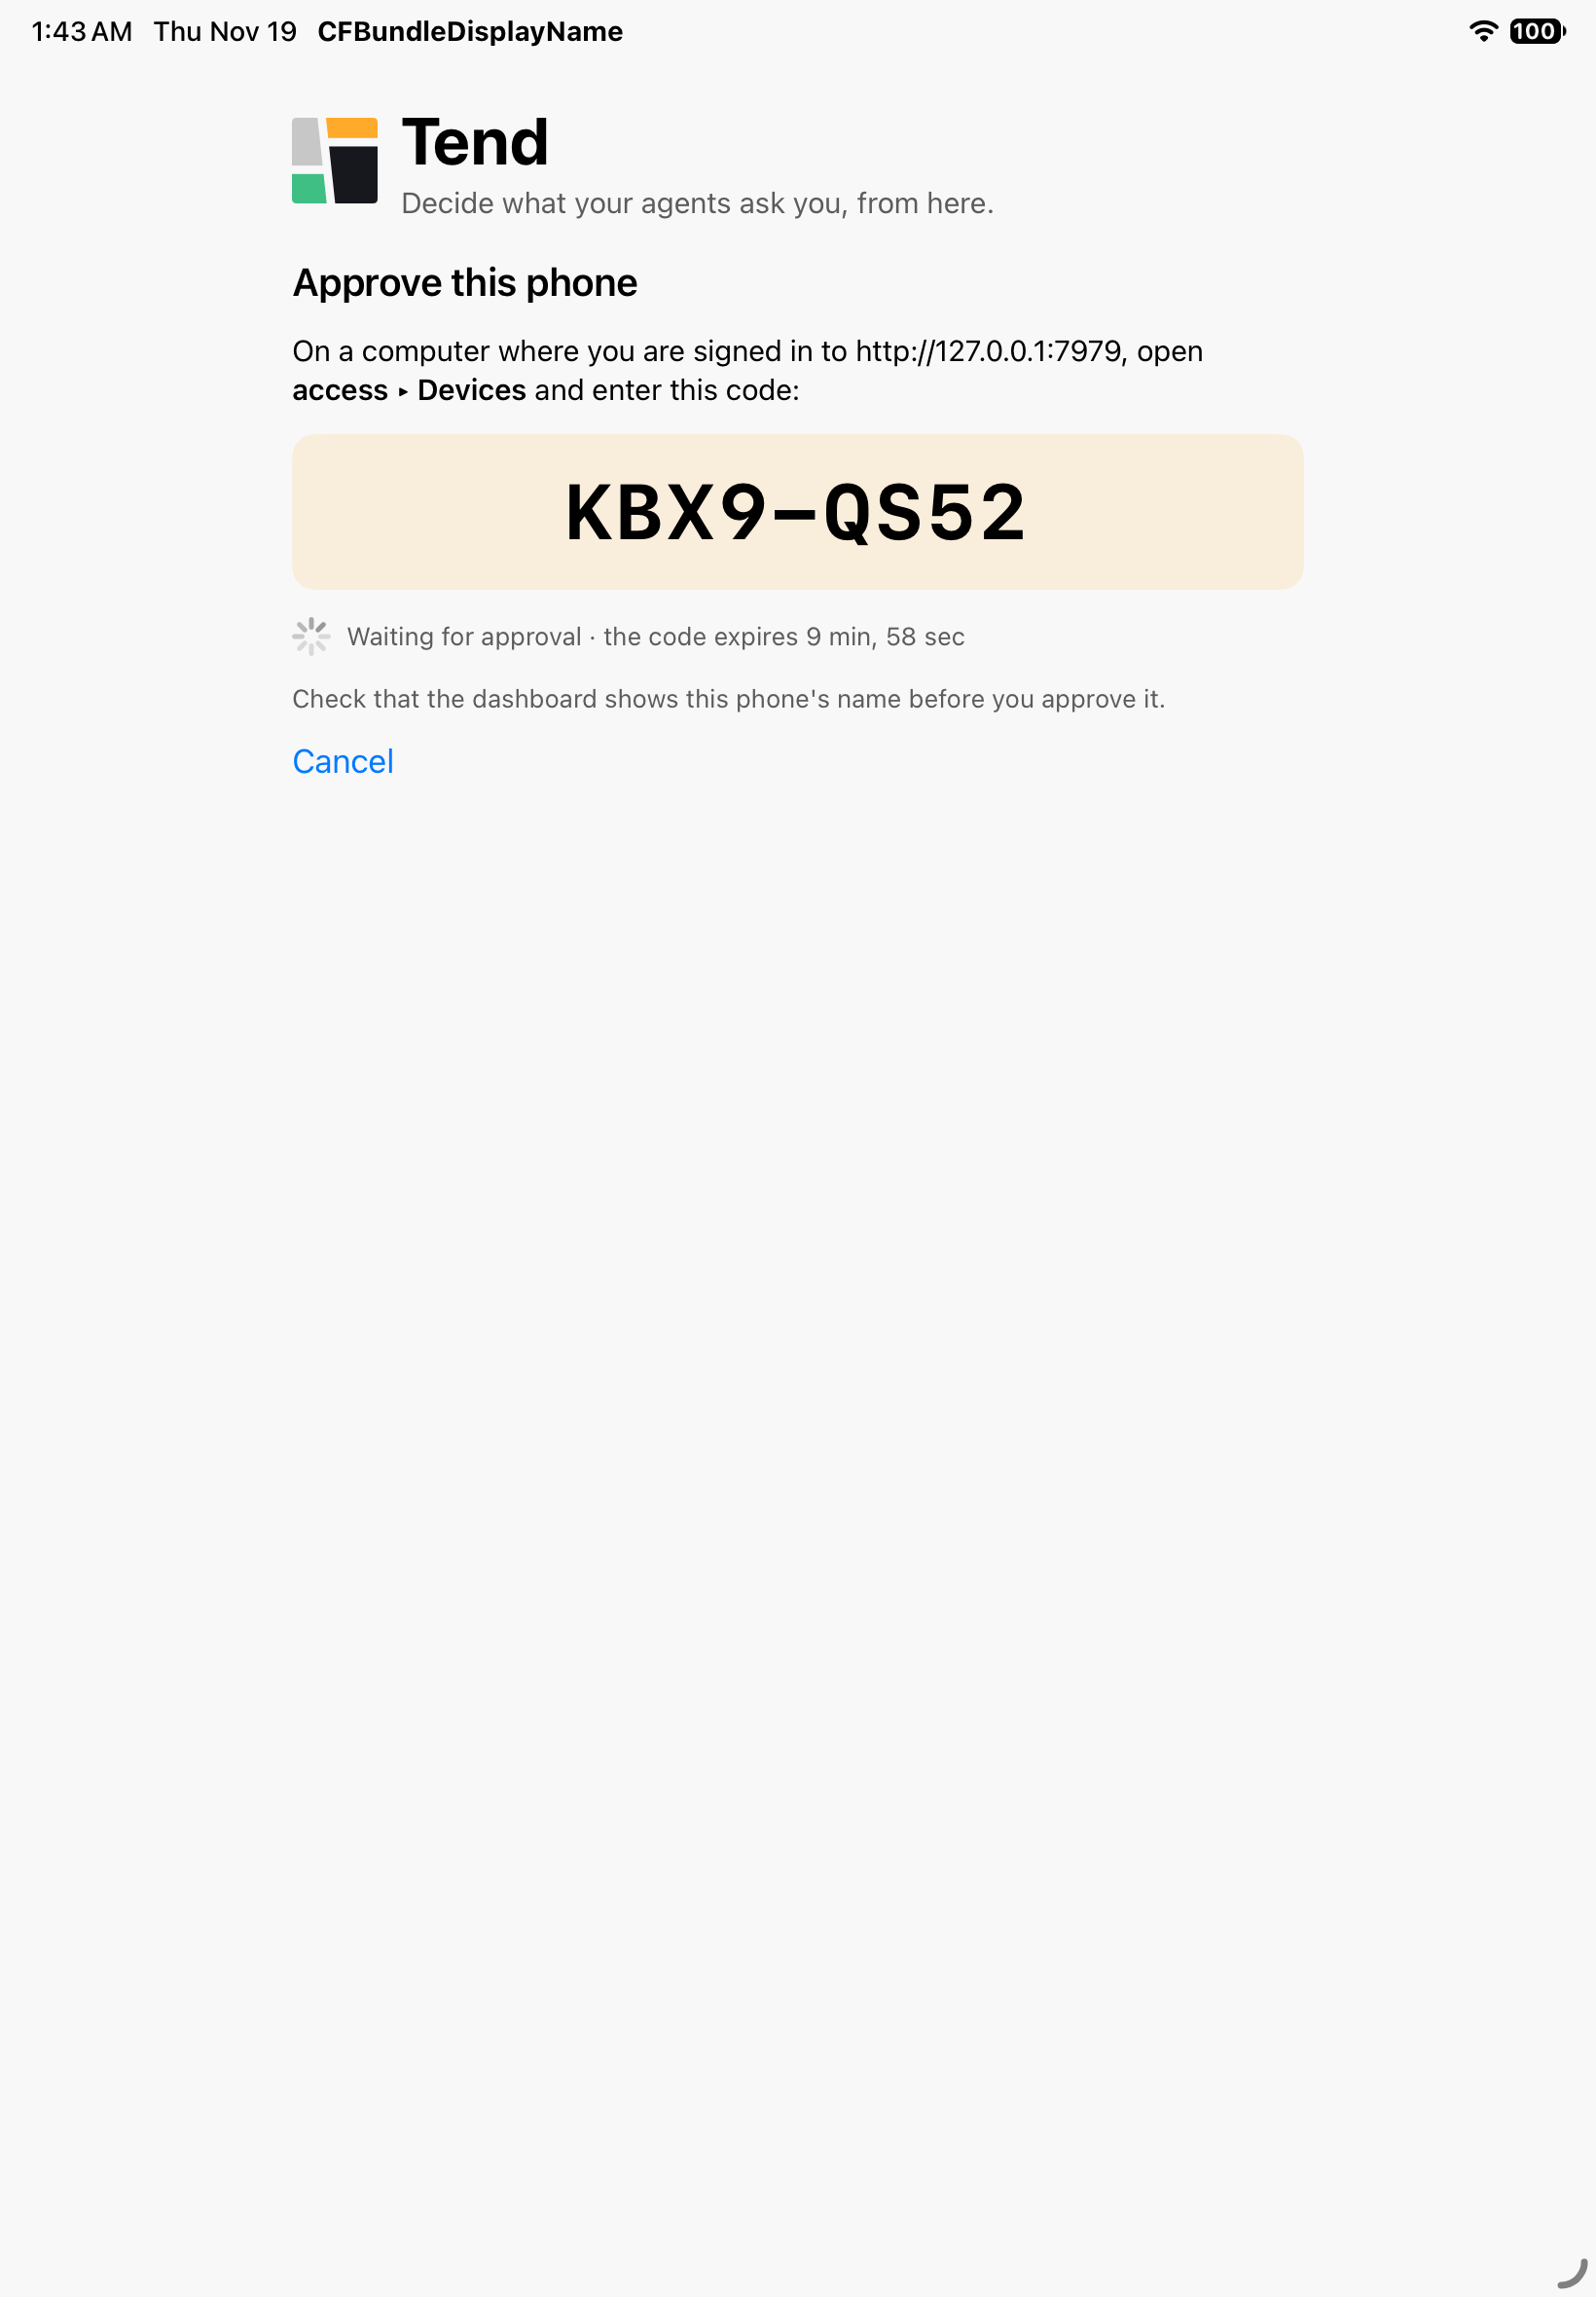 1:43 AM Thu Nov 19 CFBundleDisplayName 100
Tend
Decide what your agents ask you, from here.
Approve this phone
On a computer where you are signed in to http://127.0.0.1:7979, open
access ▸ Devices and enter this code:
KBX9-QS52
Waiting for approval · the code expires 9 min, 58 sec
Check that the dashboard shows this phone's name before you approve it.
Cancel